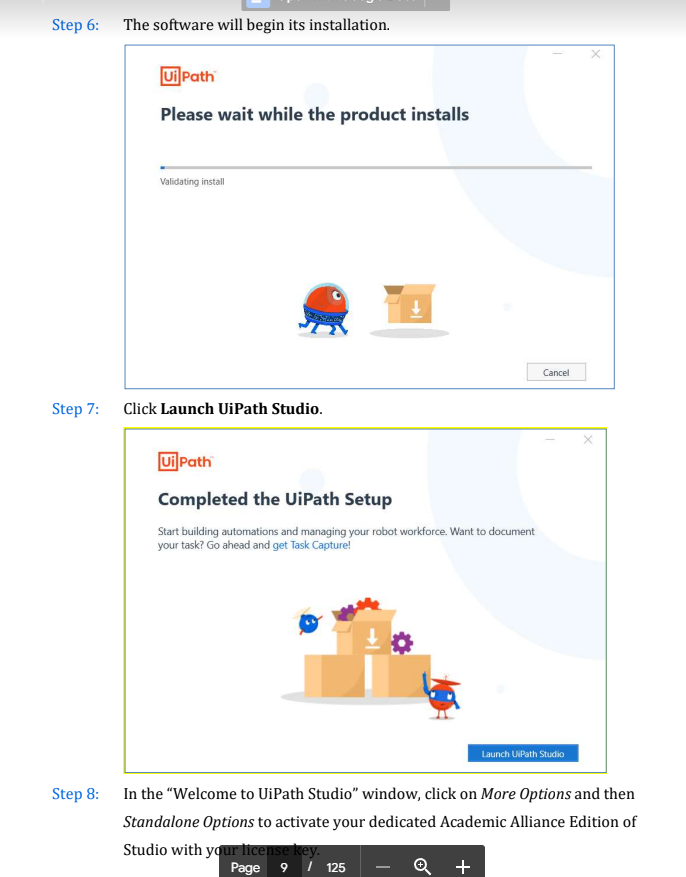 Step 6: The software will begin its installation.
UiPath
Please wait while the product installs
Validating install
Cancel
Step 7: Click Launch UiPath Studio.
UiPath
Completed the UiPath Setup
Start building automations and managing your robot workforce. Want to document
your task? Go ahead and get Task Capture!
Launch UiPath Studio
Step 8: In the “Welcome to UiPath Studio” window, click on More Options and then
Standalone Options to activate your dedicated Academic Alliance Edition of
Studio with your license key.
Page 9 / 125